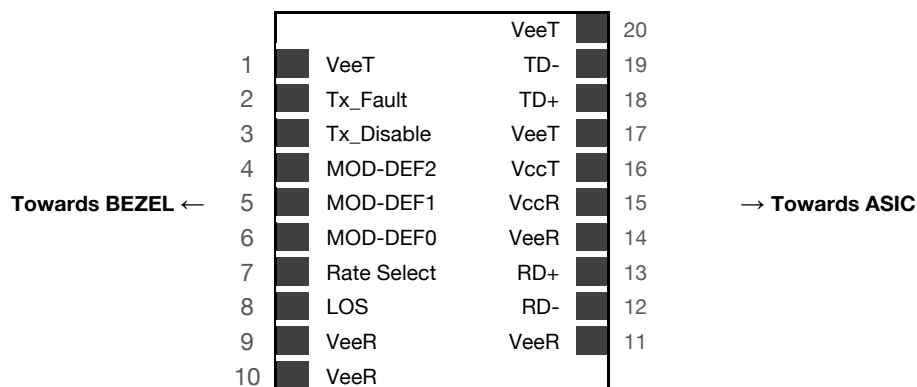 VeeT 20
1 VeeT TD- 19
2 Tx_Fault TD+ 18
3 Tx_Disable VeeT 17
4 MOD-DEF2 VccT 16
Towards BEZEL ← 5 MOD-DEF1 VccR 15 → Towards ASIC
6 MOD-DEF0 VeeR 14
7 Rate Select RD+ 13
8 LOS RD- 12
9 VeeR VeeR 11
10 VeeR